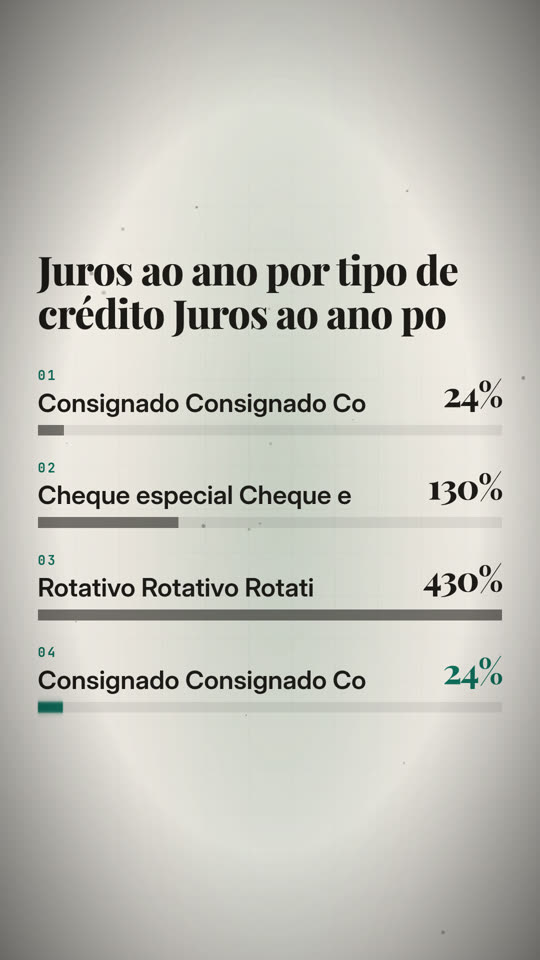 Juros ao ano por tipo de
crédito Juros ao ano po
01
Consignado Consignado Co
24%
02
Cheque especial Cheque e
130%
03
Rotativo Rotativo Rotati
430%
04
Consignado Consignado Co
24%